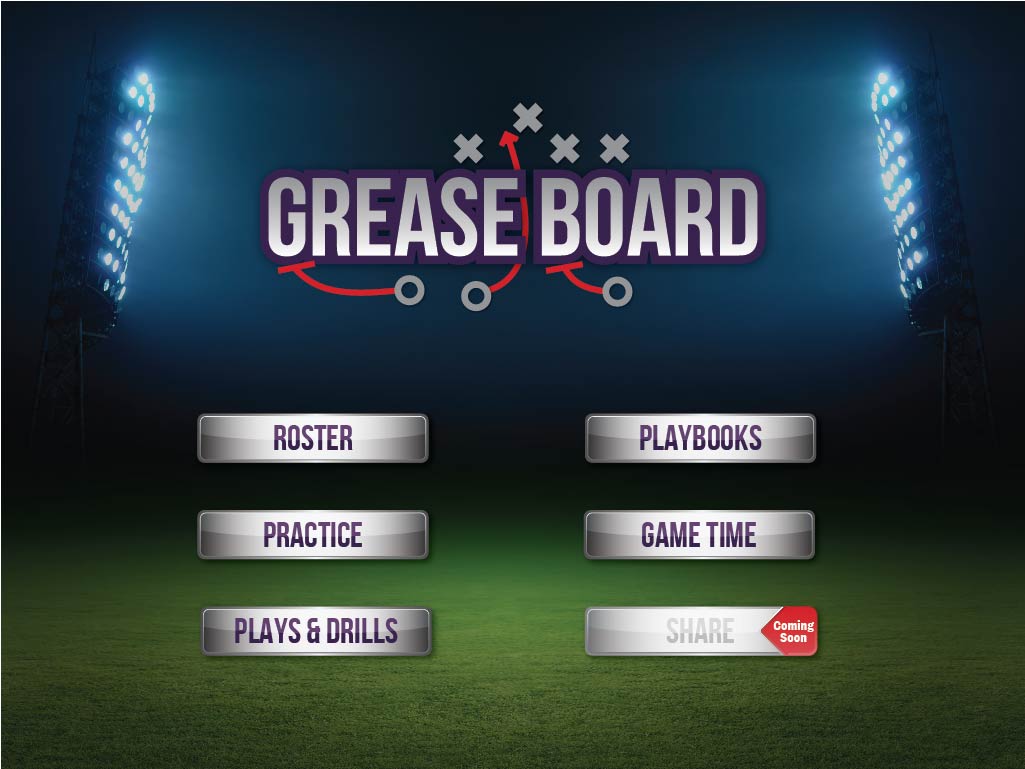 GREASE BOARD
ROSTER
PLAYBOOKS
PRACTICE
GAME TIME
PLAYS & DRILLS
SHARE
Coming
Soon